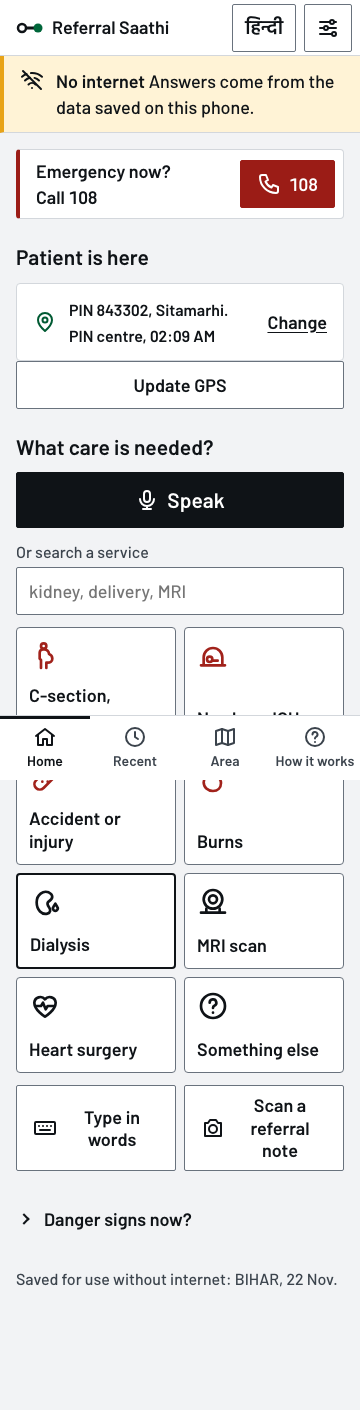 Referral Saathi
हिन्दी
No internet Answers come from the
data saved on this phone.
Emergency now?
Call 108
108
Patient is here
PIN 843302, Sitamarhi.
PIN centre, 02:09 AM
Change
Update GPS
What care is needed?
Speak
Or search a service
kidney, delivery, MRI
C-section,
Home
Recent
Area
How it works
Accident or
injury
Burns
Dialysis
MRI scan
Heart surgery
Something else
Type in
words
Scan a
referral
note
Danger signs now?
Saved for use without internet: BIHAR, 22 Nov.